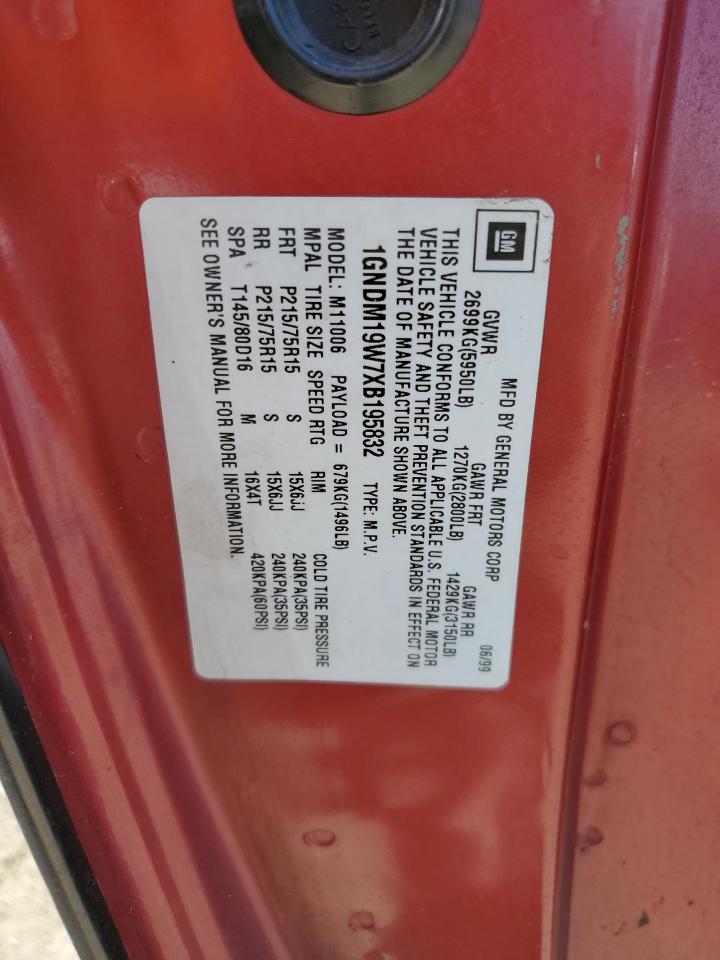 CAP
GM
MFD BY GENERAL MOTORS CORP 06/99
GVWR GAWR FRT GAWR RR
2699KG(5950LB) 1270KG(2800LB) 1429KG(3150LB)
THIS VEHICLE CONFORMS TO ALL APPLICABLE U.S. FEDERAL MOTOR
VEHICLE SAFETY AND THEFT PREVENTION STANDARDS IN EFFECT ON
THE DATE OF MANUFACTURE SHOWN ABOVE.
1GNDM19W7XB195832 TYPE: M.P.V.
MODEL: M11006 PAYLOAD = 679KG(1496LB)
MPAL TIRE SIZE SPEED RTG RIM COLD TIRE PRESSURE
FRT P215/75R15 S 15X6JJ 240KPA(35PSI)
RR P215/75R15 S 15X6JJ 240KPA(35PSI)
SPA T145/80D16 M 16X4T 420KPA(60PSI)
SEE OWNER'S MANUAL FOR MORE INFORMATION.